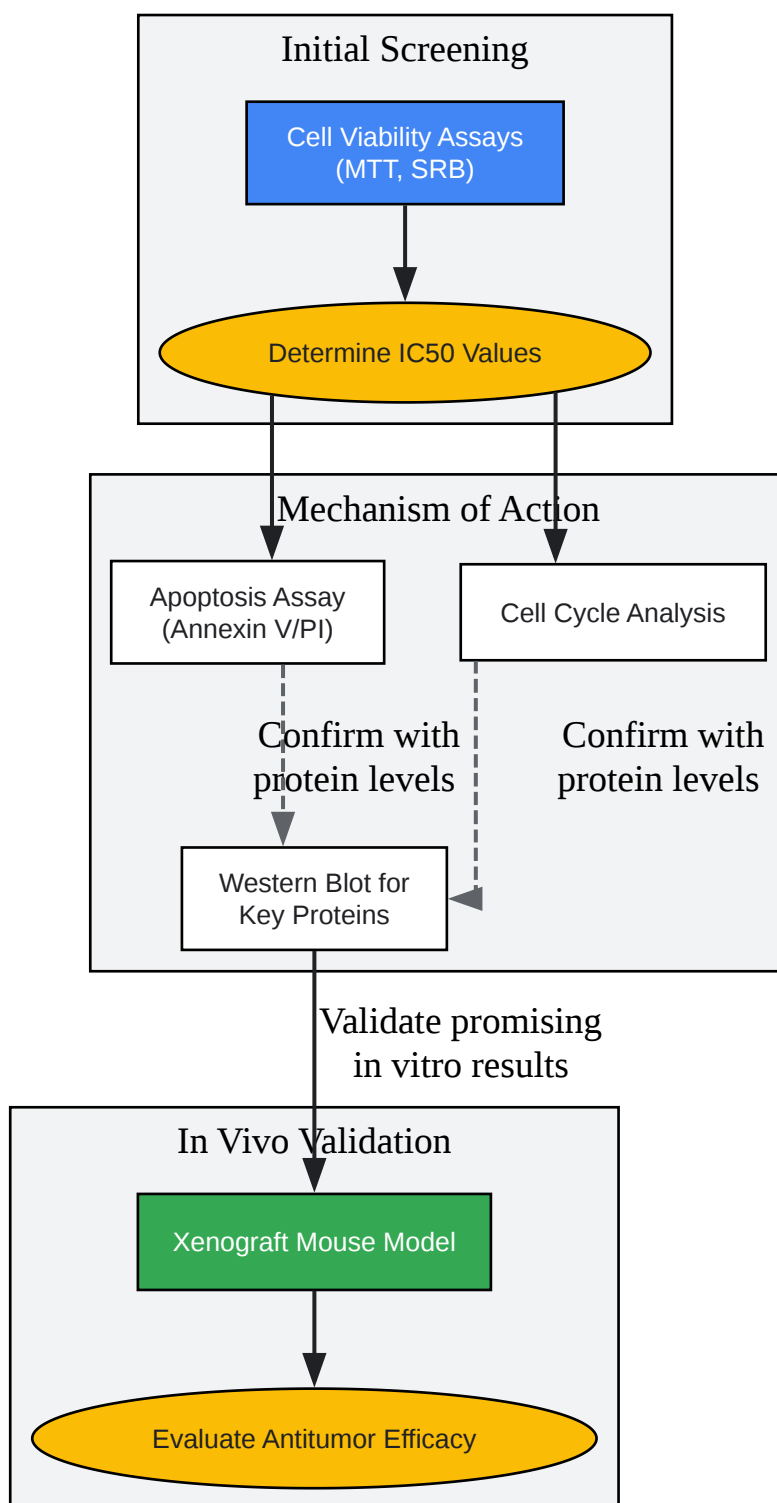 Initial Screening
Cell Viability Assays
(MTT, SRB)
Determine IC50 Values
Mechanism of Action
Apoptosis Assay
(Annexin V/PI)
Cell Cycle Analysis
Confirm with
protein levels
Confirm with
protein levels
Western Blot for
Key Proteins
Validate promising
in vitro results
In Vivo Validation
Xenograft Mouse Model
Evaluate Antitumor Efficacy